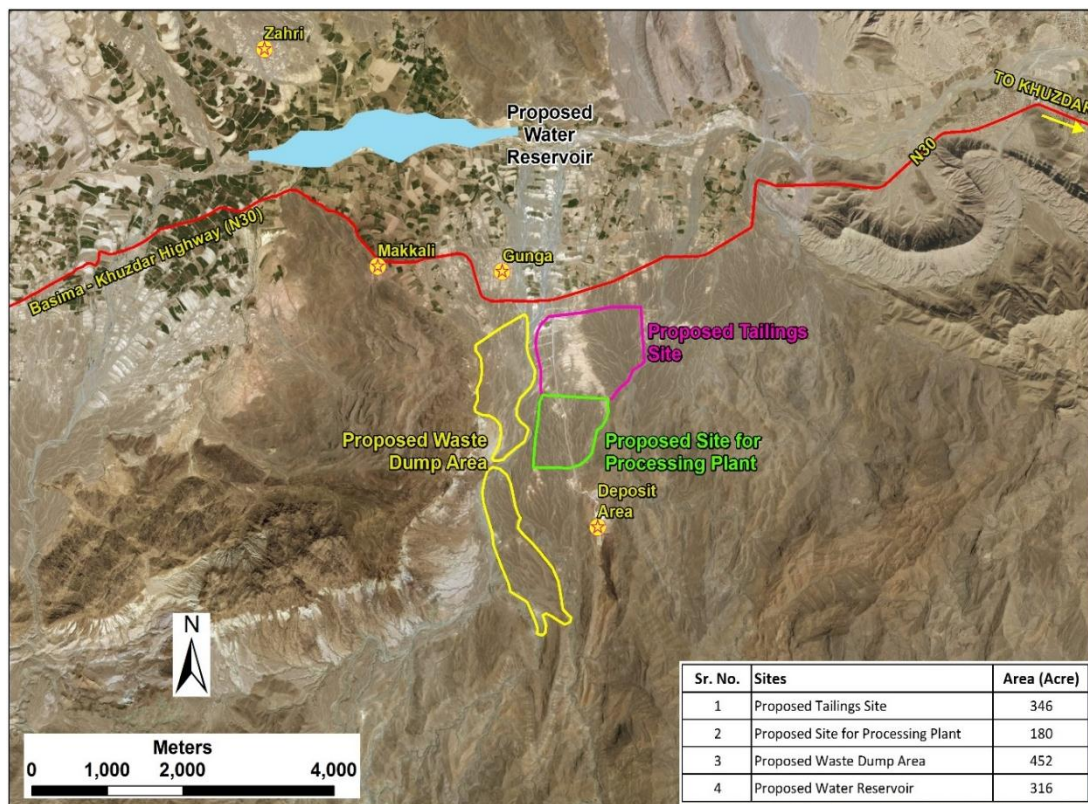 Zahri
TO KHUZDAR
Proposed
Water
Reservoir
N30
Basima - Khuzdar Highway (N30)
Makkali
Gunga
Proposed Tailings
Site
Proposed Waste
Dump Area
Proposed Site for
Processing Plant
Deposit
Area
N
Meters
0 1,000 2,000 4,000
Sr. No. Sites Area (Acre)
1 Proposed Tailings Site 346
2 Proposed Site for Processing Plant 180
3 Proposed Waste Dump Area 452
4 Proposed Water Reservoir 316